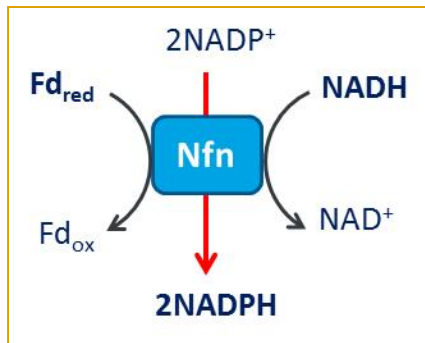 2NADP⁺
Fd_red
NADH
Nfn
Fd_ox
NAD⁺
2NADPH